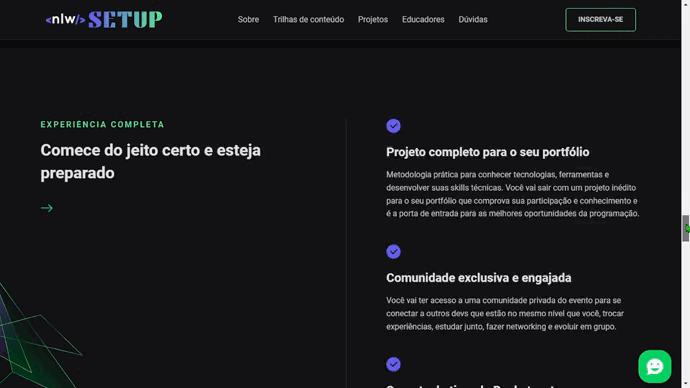 <nlw/> SETUP
Sobre
Trilhas de conteúdo
Projetos
Educadores
Dúvidas
INSCREVA-SE
EXPERIÊNCIA COMPLETA
Comece do jeito certo e esteja
preparado
Projeto completo para o seu portfólio
Metodologia prática para conhecer tecnologias, ferramentas e
desenvolver suas skills técnicas. Você vai sair com um projeto inédito
para o seu portfólio que comprova sua participação e conhecimento e
é a porta de entrada para as melhores oportunidades da programação.
Comunidade exclusiva e engajada
Você vai ter acesso a uma comunidade privada do evento para se
conectar a outros devs que estão no mesmo nível que você, trocar
experiências, estudar junto, fazer networking e evoluir em grupo.